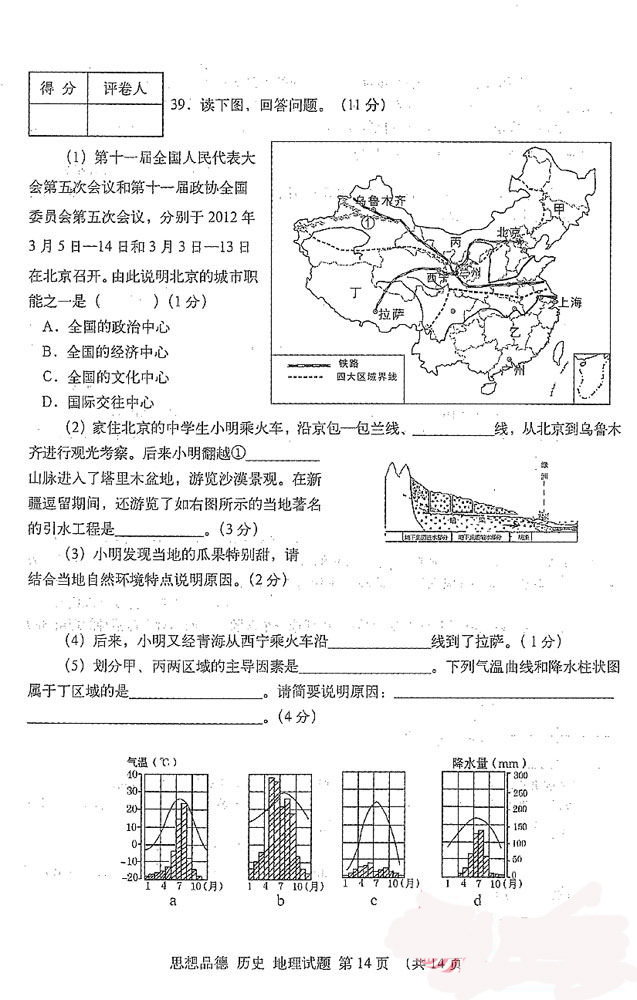 得 分 评卷人
39．读下图，回答问题。（11 分）
（1）第十一届全国人民代表大
会第五次会议和第十一届政协全国
委员会第五次会议，分别于 2012 年
3 月 5 日—14 日和 3 月 3 日—13 日
在北京召开。由此说明北京的城市职
能之一是（ ）（1 分）
A．全国的政治中心
B．全国的经济中心
C．全国的文化中心
D．国际交往中心
乌鲁木齐
①
甲
丙
北京
西宁
兰州
丁
拉萨
上海
乙
广州
铁路
四大区域界线
（2）家住北京的中学生小明乘火车，沿京包—包兰线、________线，从北京到乌鲁木
齐进行观光考察。后来小明翻越①________
山脉进入了塔里木盆地，游览沙漠景观。在新
疆逗留期间，还游览了如右图所示的当地著名
的引水工程是________。（3 分）
绿洲
（3）小明发现当地的瓜果特别甜，请
结合当地自然环境特点说明原因。（2 分）
（4）后来，小明又经青海从西宁乘火车沿________线到了拉萨。（1 分）
（5）划分甲、丙两区域的主导因素是________。下列气温曲线和降水柱状图
属于丁区域的是________。请简要说明原因：________
________。（4 分）
气温（℃） 降水量（mm）
40 30 20 10 0 -10 -20
300 250 200 150 100 50 0
1 4 7 10(月) 1 4 7 10(月) 1 4 7 10(月) 1 4 7 10(月)
a b c d
思想品德 历史 地理试题 第 14 页 （共 14 页